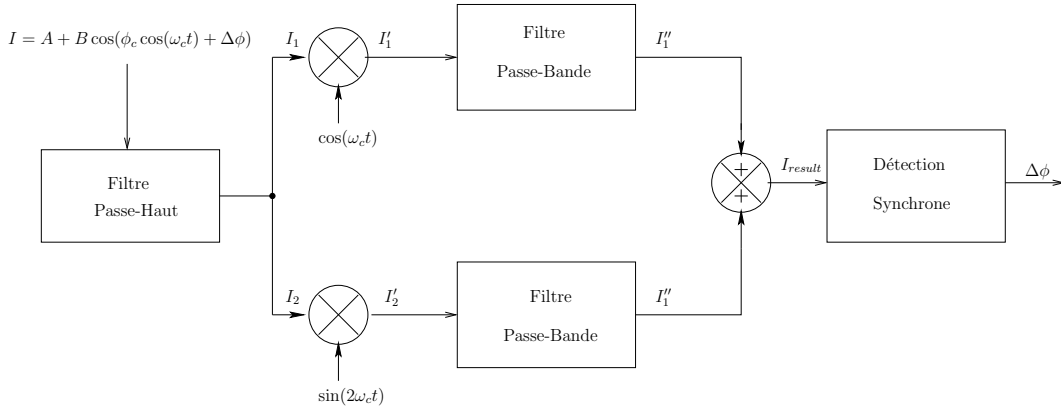 I = A + B cos(ϕ_c cos(ω_c t) + Δϕ)
Filtre
Passe-Haut
I_1
cos(ω_c t)
I′_1
Filtre
Passe-Bande
I″_1
I_2
sin(2ω_c t)
I′_2
Filtre
Passe-Bande
I″_1
+
+
I_result
Détection
Synchrone
Δϕ